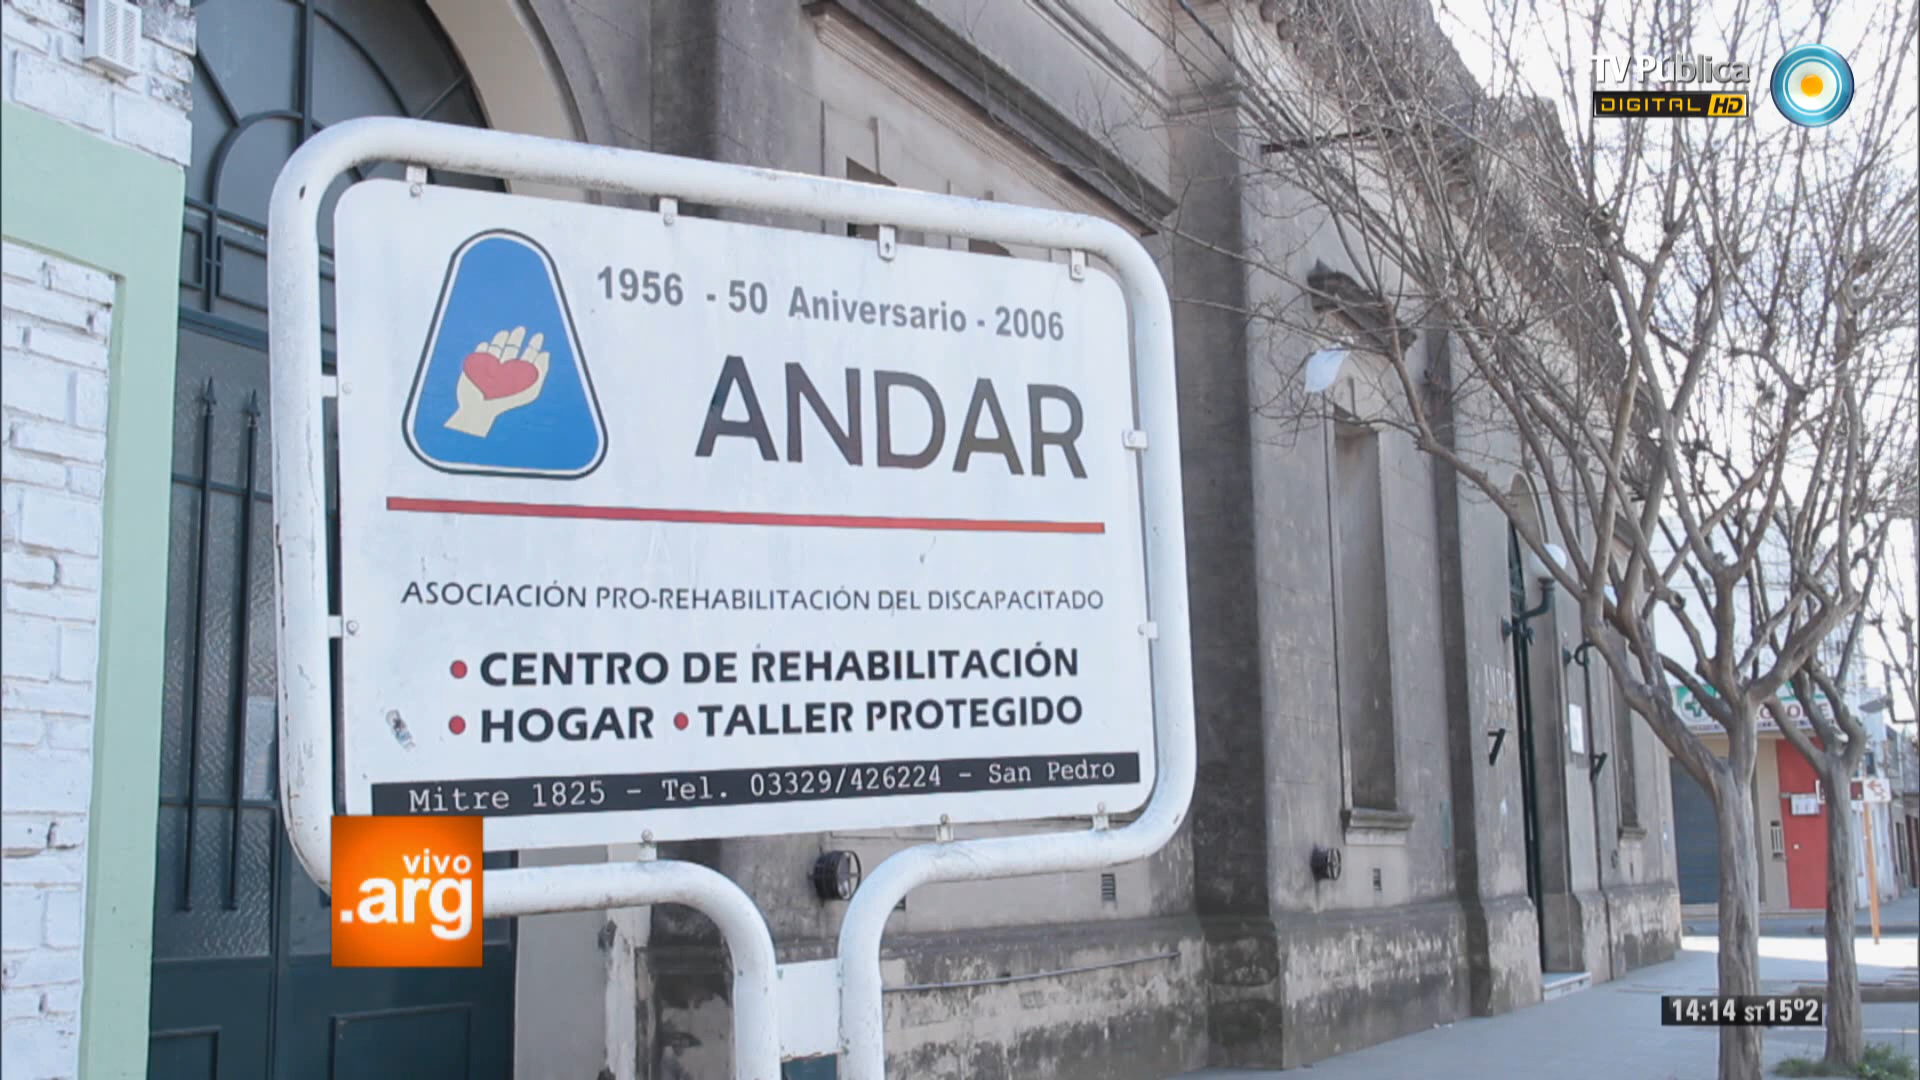 TV Pública
DIGITAL HD
1956 - 50 Aniversario - 2006
ANDAR
ASOCIACIÓN PRO-REHABILITACIÓN DEL DISCAPACITADO
• CENTRO DE REHABILITACIÓN
• HOGAR • TALLER PROTEGIDO
Mitre 1825 - Tel. 03329/426224 - San Pedro
vivo
.arg
14:14 ST15º2